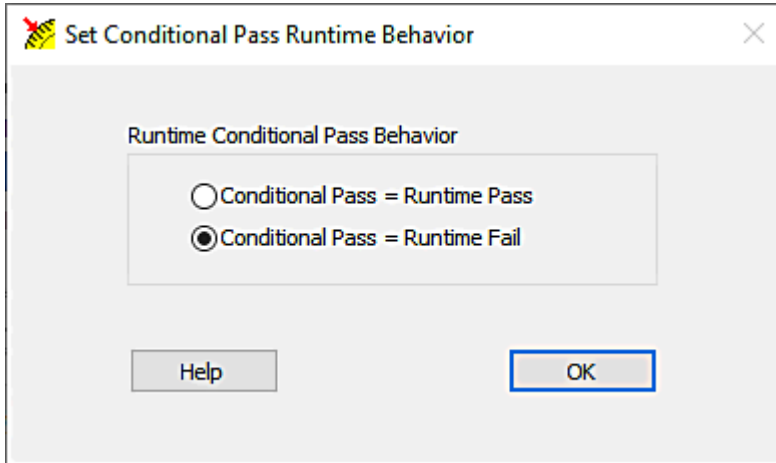 Set Conditional Pass Runtime Behavior
Runtime Conditional Pass Behavior
Conditional Pass = Runtime Pass
Conditional Pass = Runtime Fail
Help
OK